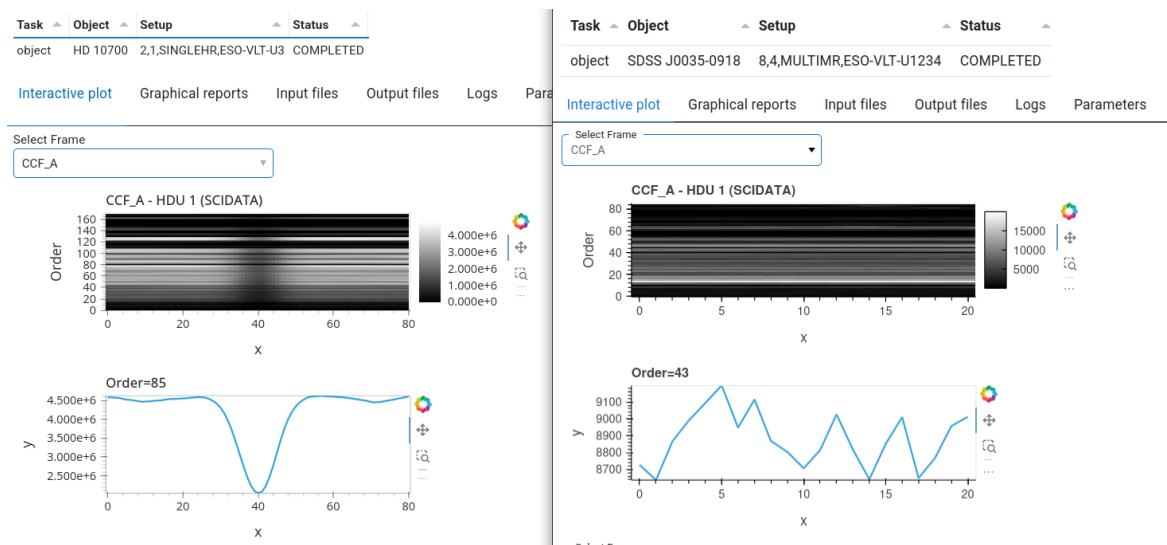 Task Object Setup Status
object HD 10700 2,1,SINGLEHR,ESO-VLT-U3 COMPLETED
Interactive plot Graphical reports Input files Output files Logs Para
Select Frame
CCF_A
CCF_A - HDU 1 (SCIDATA)
160
140
120
100
80
60
40
20
0
Order
0 20 40 60 80
x
4.000e+6
3.000e+6
2.000e+6
1.000e+6
0.000e+0
Order=85
4.500e+6
4.000e+6
3.500e+6
3.000e+6
2.500e+6
y
0 20 40 60 80
x
Task Object Setup Status
object SDSS J0035-0918 8,4,MULTIMR,ESO-VLT-U1234 COMPLETED
Interactive plot Graphical reports Input files Output files Logs Parameters
Select Frame
CCF_A
CCF_A - HDU 1 (SCIDATA)
80
60
40
20
0
Order
0 5 10 15 20
x
15000
10000
5000
Order=43
9100
9000
8900
8800
8700
y
0 5 10 15 20
x